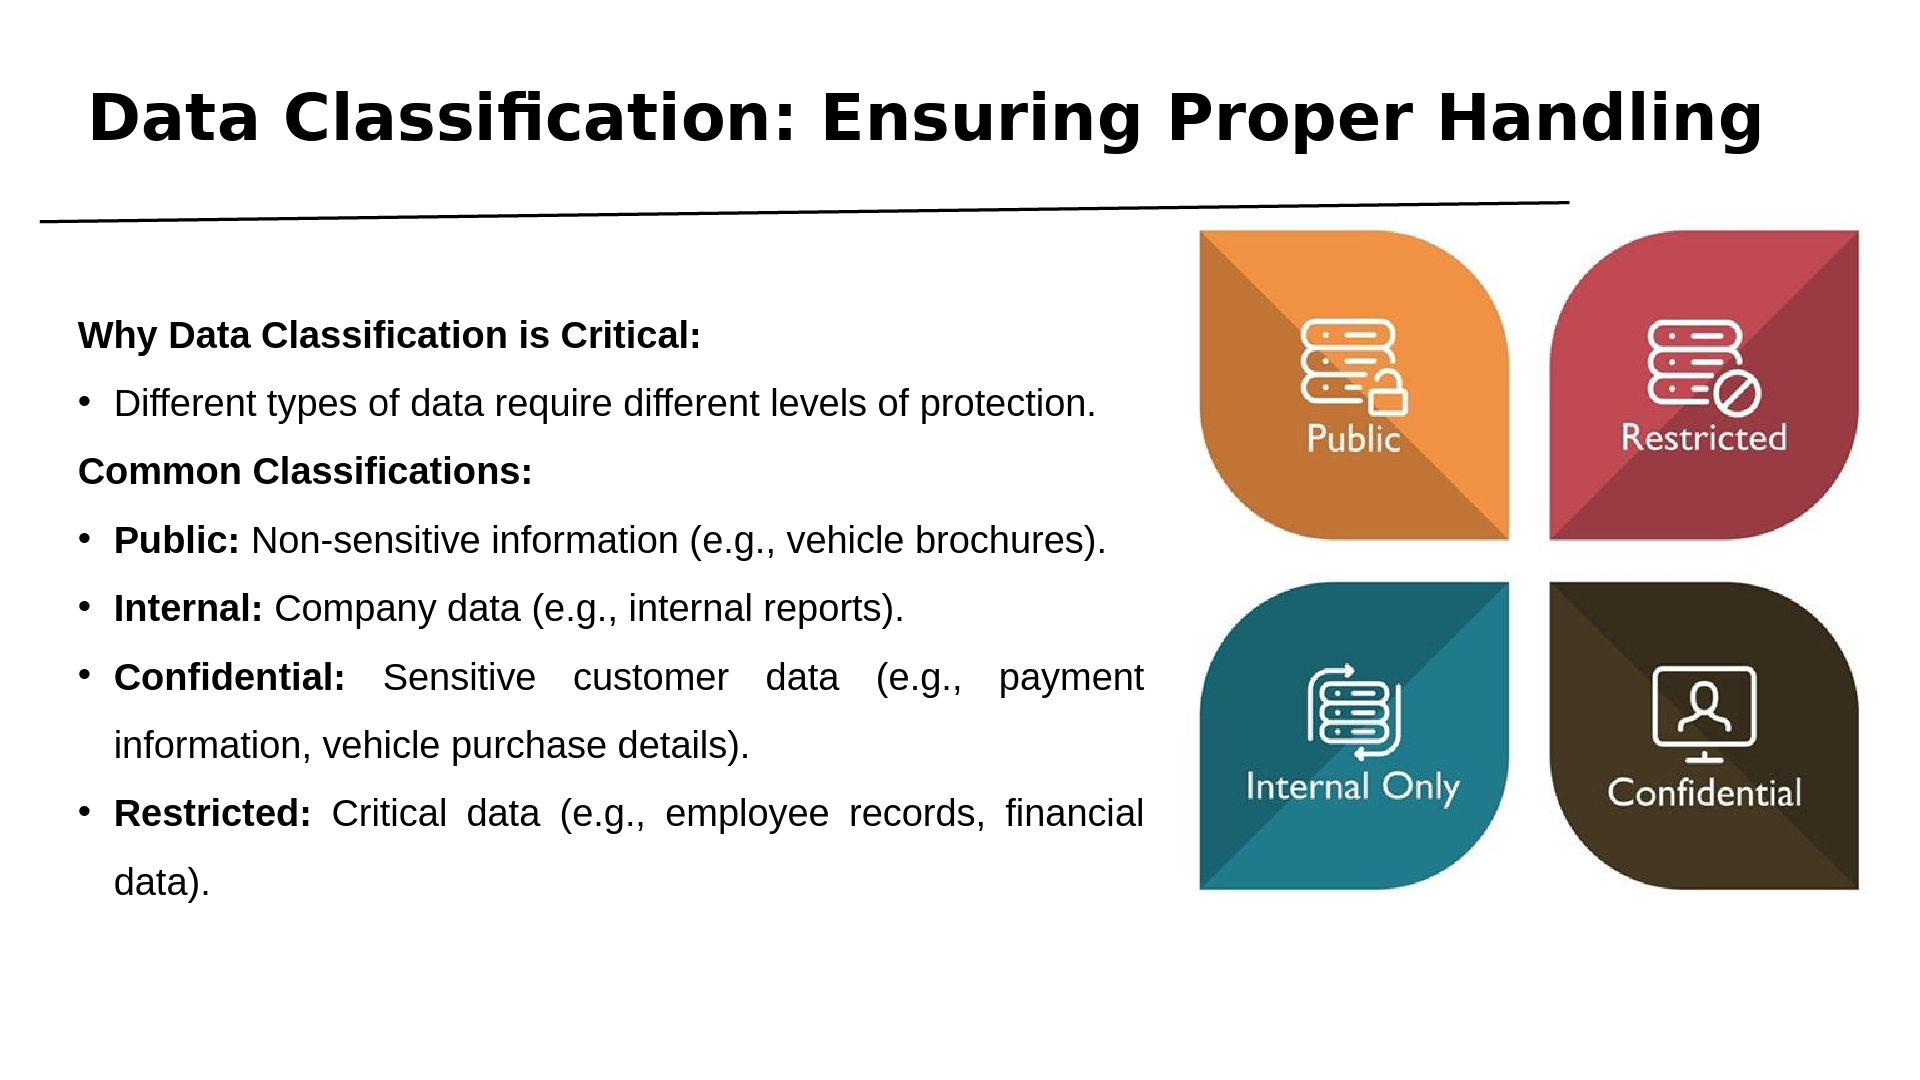 Data Classification: Ensuring Proper Handling
Why Data Classification is Critical:
• Different types of data require different levels of protection.
Common Classifications:
• Public: Non-sensitive information (e.g., vehicle brochures).
• Internal: Company data (e.g., internal reports).
• Confidential: Sensitive customer data (e.g., payment
information, vehicle purchase details).
• Restricted: Critical data (e.g., employee records, financial
data).
Public
Restricted
Internal Only
Confidential